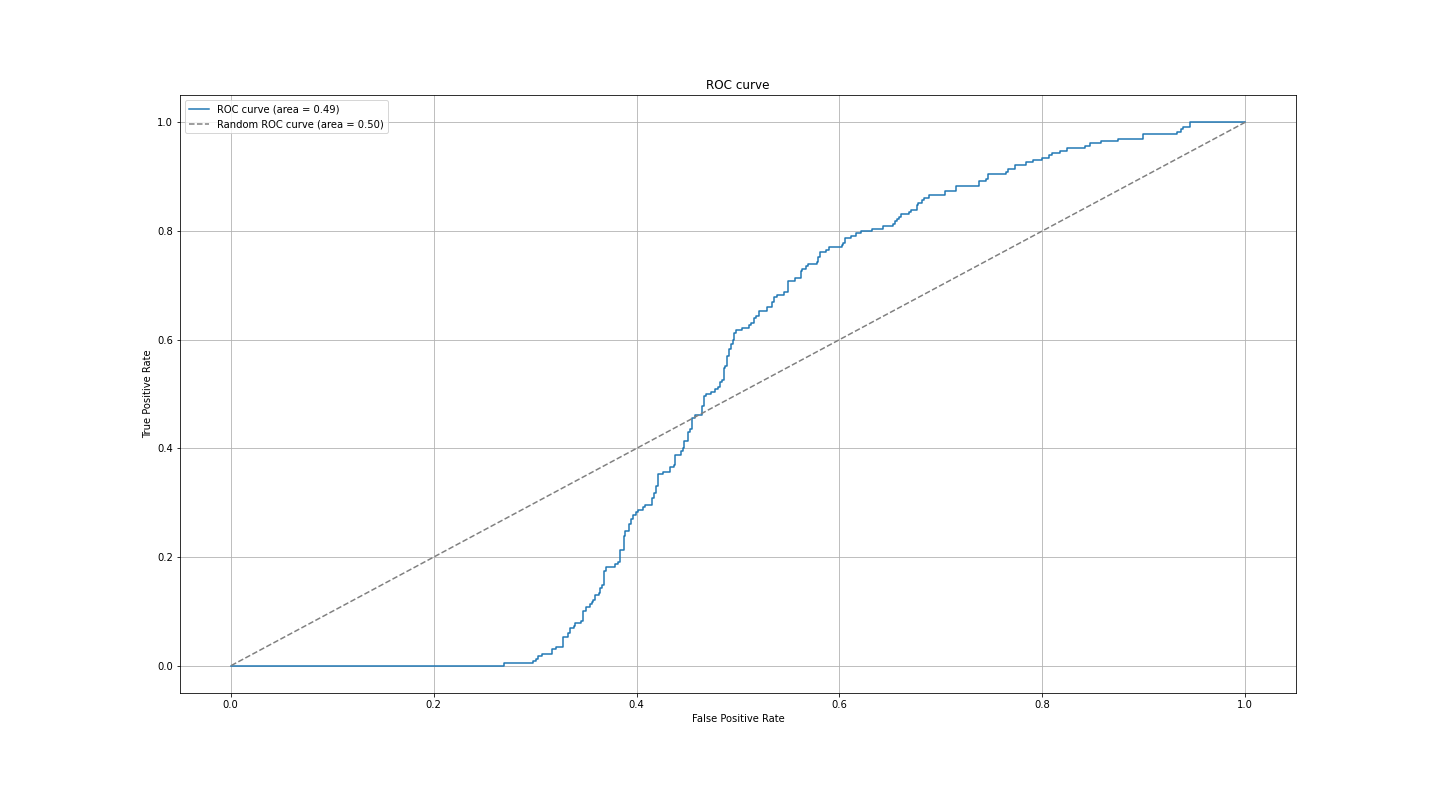 ROC curve
ROC curve (area = 0.49)
Random ROC curve (area = 0.50)
1.0
0.8
0.6
0.4
0.2
0.0
True Positive Rate
0.0 0.2 0.4 0.6 0.8 1.0
False Positive Rate